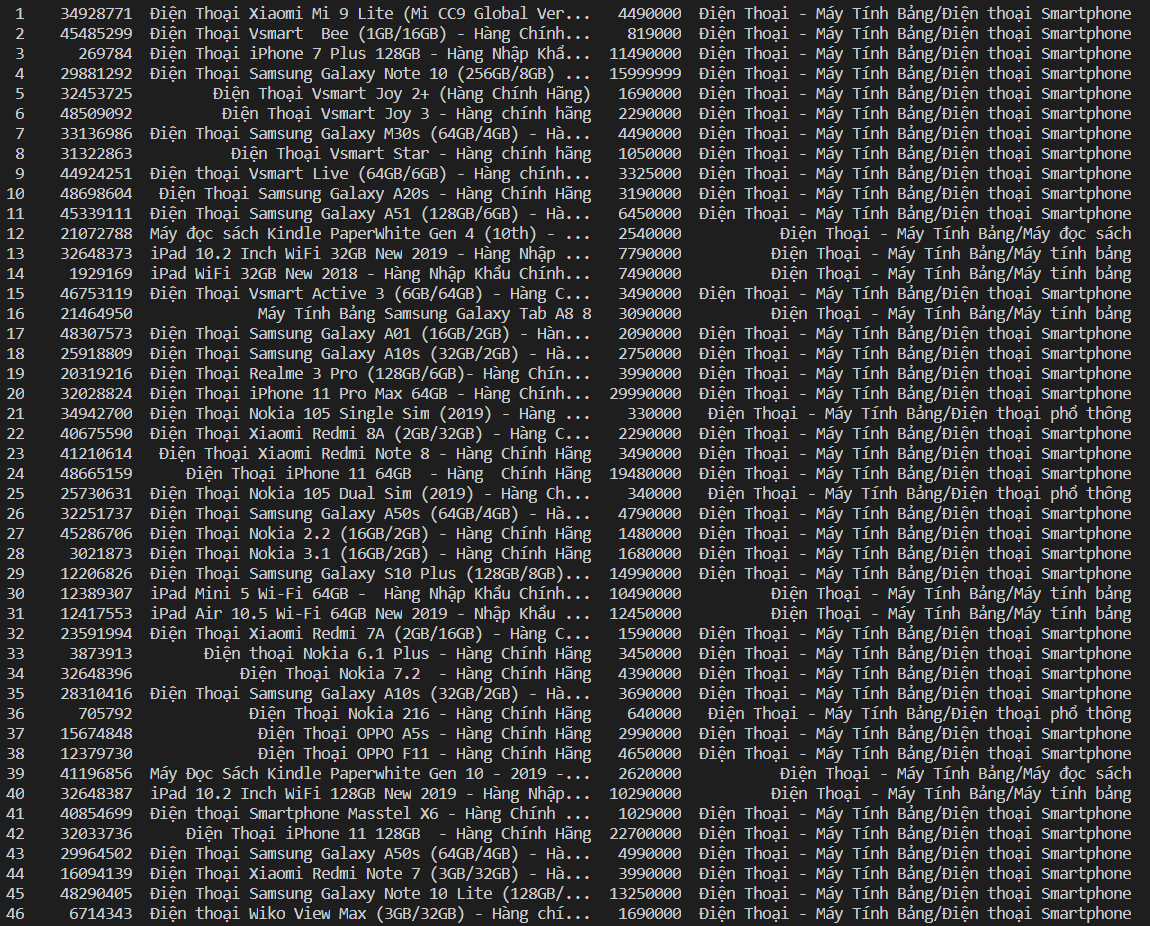 1 34928771 Điện Thoại Xiaomi Mi 9 Lite (Mi CC9 Global Ver... 4490000 Điện Thoại - Máy Tính Bảng/Điện thoại Smartphone
2 45485299 Điện Thoại Vsmart  Bee (1GB/16GB) - Hàng Chính... 819000 Điện Thoại - Máy Tính Bảng/Điện thoại Smartphone
3 269784 Điện Thoại iPhone 7 Plus 128GB - Hàng Nhập Khẩ... 11490000 Điện Thoại - Máy Tính Bảng/Điện thoại Smartphone
4 29881292 Điện Thoại Samsung Galaxy Note 10 (256GB/8GB) ... 15999999 Điện Thoại - Máy Tính Bảng/Điện thoại Smartphone
5 32453725 Điện Thoại Vsmart Joy 2+ (Hàng Chính Hãng) 1690000 Điện Thoại - Máy Tính Bảng/Điện thoại Smartphone
6 48509092 Điện Thoại Vsmart Joy 3 - Hàng chính hãng 2290000 Điện Thoại - Máy Tính Bảng/Điện thoại Smartphone
7 33136986 Điện Thoại Samsung Galaxy M30s (64GB/4GB) - Hà... 4490000 Điện Thoại - Máy Tính Bảng/Điện thoại Smartphone
8 31322863 Điện Thoại Vsmart Star - Hàng chính hãng 1050000 Điện Thoại - Máy Tính Bảng/Điện thoại Smartphone
9 44924251 Điện thoại Vsmart Live (64GB/6GB) - Hàng chính... 3325000 Điện Thoại - Máy Tính Bảng/Điện thoại Smartphone
10 48698604 Điện Thoại Samsung Galaxy A20s - Hàng Chính Hãng 3190000 Điện Thoại - Máy Tính Bảng/Điện thoại Smartphone
11 45339111 Điện Thoại Samsung Galaxy A51 (128GB/6GB) - Hà... 6450000 Điện Thoại - Máy Tính Bảng/Điện thoại Smartphone
12 21072788 Máy đọc sách Kindle PaperWhite Gen 4 (10th) - ... 2540000 Điện Thoại - Máy Tính Bảng/Máy đọc sách
13 32648373 iPad 10.2 Inch WiFi 32GB New 2019 - Hàng Nhập ... 7790000 Điện Thoại - Máy Tính Bảng/Máy tính bảng
14 1929169 iPad WiFi 32GB New 2018 - Hàng Nhập Khẩu Chính... 7490000 Điện Thoại - Máy Tính Bảng/Máy tính bảng
15 46753119 Điện Thoại Vsmart Active 3 (6GB/64GB) - Hàng C... 3490000 Điện Thoại - Máy Tính Bảng/Điện thoại Smartphone
16 21464950 Máy Tính Bảng Samsung Galaxy Tab A8 8 3090000 Điện Thoại - Máy Tính Bảng/Máy tính bảng
17 48307573 Điện Thoại Samsung Galaxy A01 (16GB/2GB) - Hàn... 2090000 Điện Thoại - Máy Tính Bảng/Điện thoại Smartphone
18 25918809 Điện Thoại Samsung Galaxy A10s (32GB/2GB) - Hà... 2750000 Điện Thoại - Máy Tính Bảng/Điện thoại Smartphone
19 20319216 Điện Thoại Realme 3 Pro (128GB/6GB)- Hàng Chín... 3990000 Điện Thoại - Máy Tính Bảng/Điện thoại Smartphone
20 32028824 Điện Thoại iPhone 11 Pro Max 64GB - Hàng Chính... 29990000 Điện Thoại - Máy Tính Bảng/Điện thoại Smartphone
21 34942700 Điện Thoại Nokia 105 Single Sim (2019) - Hàng ... 330000 Điện Thoại - Máy Tính Bảng/Điện thoại phổ thông
22 40675590 Điện Thoại Xiaomi Redmi 8A (2GB/32GB) - Hàng C... 2290000 Điện Thoại - Máy Tính Bảng/Điện thoại Smartphone
23 41210614 Điện Thoại Xiaomi Redmi Note 8 - Hàng Chính Hãng 3490000 Điện Thoại - Máy Tính Bảng/Điện thoại Smartphone
24 48665159 Điện Thoại iPhone 11 64GB  - Hàng  Chính Hãng 19480000 Điện Thoại - Máy Tính Bảng/Điện thoại Smartphone
25 25730631 Điện Thoại Nokia 105 Dual Sim (2019) - Hàng Ch... 340000 Điện Thoại - Máy Tính Bảng/Điện thoại phổ thông
26 32251737 Điện Thoại Samsung Galaxy A50s (64GB/4GB) - Hà... 4790000 Điện Thoại - Máy Tính Bảng/Điện thoại Smartphone
27 45286706 Điện Thoại Nokia 2.2 (16GB/2GB) - Hàng Chính Hãng 1480000 Điện Thoại - Máy Tính Bảng/Điện thoại Smartphone
28 3021873 Điện Thoại Nokia 3.1 (16GB/2GB) - Hàng Chính Hãng 1680000 Điện Thoại - Máy Tính Bảng/Điện thoại Smartphone
29 12206826 Điện Thoại Samsung Galaxy S10 Plus (128GB/8GB)... 14990000 Điện Thoại - Máy Tính Bảng/Điện thoại Smartphone
30 12389307 iPad Mini 5 Wi-Fi 64GB -  Hàng Nhập Khẩu Chính... 10490000 Điện Thoại - Máy Tính Bảng/Máy tính bảng
31 12417553 iPad Air 10.5 Wi-Fi 64GB New 2019 - Nhập Khẩu ... 12450000 Điện Thoại - Máy Tính Bảng/Máy tính bảng
32 23591994 Điện Thoại Xiaomi Redmi 7A (2GB/16GB) - Hàng C... 1590000 Điện Thoại - Máy Tính Bảng/Điện thoại Smartphone
33 3873913 Điện thoại Nokia 6.1 Plus - Hàng Chính Hãng 3450000 Điện Thoại - Máy Tính Bảng/Điện thoại Smartphone
34 32648396 Điện Thoại Nokia 7.2  - Hàng Chính Hãng 4390000 Điện Thoại - Máy Tính Bảng/Điện thoại Smartphone
35 28310416 Điện Thoại Samsung Galaxy A10s (32GB/2GB) - Hà... 3690000 Điện Thoại - Máy Tính Bảng/Điện thoại Smartphone
36 705792 Điện Thoại Nokia 216 - Hàng Chính Hãng 640000 Điện Thoại - Máy Tính Bảng/Điện thoại phổ thông
37 15674848 Điện Thoại OPPO A5s - Hàng Chính Hãng 2990000 Điện Thoại - Máy Tính Bảng/Điện thoại Smartphone
38 12379730 Điện Thoại OPPO F11 - Hàng Chính Hãng 4650000 Điện Thoại - Máy Tính Bảng/Điện thoại Smartphone
39 41196856 Máy Đọc Sách Kindle Paperwhite Gen 10 - 2019 -... 2620000 Điện Thoại - Máy Tính Bảng/Máy đọc sách
40 32648387 iPad 10.2 Inch WiFi 128GB New 2019 - Hàng Nhập... 10290000 Điện Thoại - Máy Tính Bảng/Máy tính bảng
41 40854699 Điện thoại Smartphone Masstel X6 - Hàng Chính ... 1029000 Điện Thoại - Máy Tính Bảng/Điện thoại Smartphone
42 32033736 Điện Thoại iPhone 11 128GB  - Hàng Chính Hãng 22700000 Điện Thoại - Máy Tính Bảng/Điện thoại Smartphone
43 29964502 Điện Thoại Samsung Galaxy A50s (64GB/4GB) - Hà... 4990000 Điện Thoại - Máy Tính Bảng/Điện thoại Smartphone
44 16094139 Điện Thoại Xiaomi Redmi Note 7 (3GB/32GB) - Hà... 3990000 Điện Thoại - Máy Tính Bảng/Điện thoại Smartphone
45 48290405 Điện Thoại Samsung Galaxy Note 10 Lite (128GB/... 13250000 Điện Thoại - Máy Tính Bảng/Điện thoại Smartphone
46 6714343 Điện thoại Wiko View Max (3GB/32GB) - Hàng chí... 1690000 Điện Thoại - Máy Tính Bảng/Điện thoại Smartphone